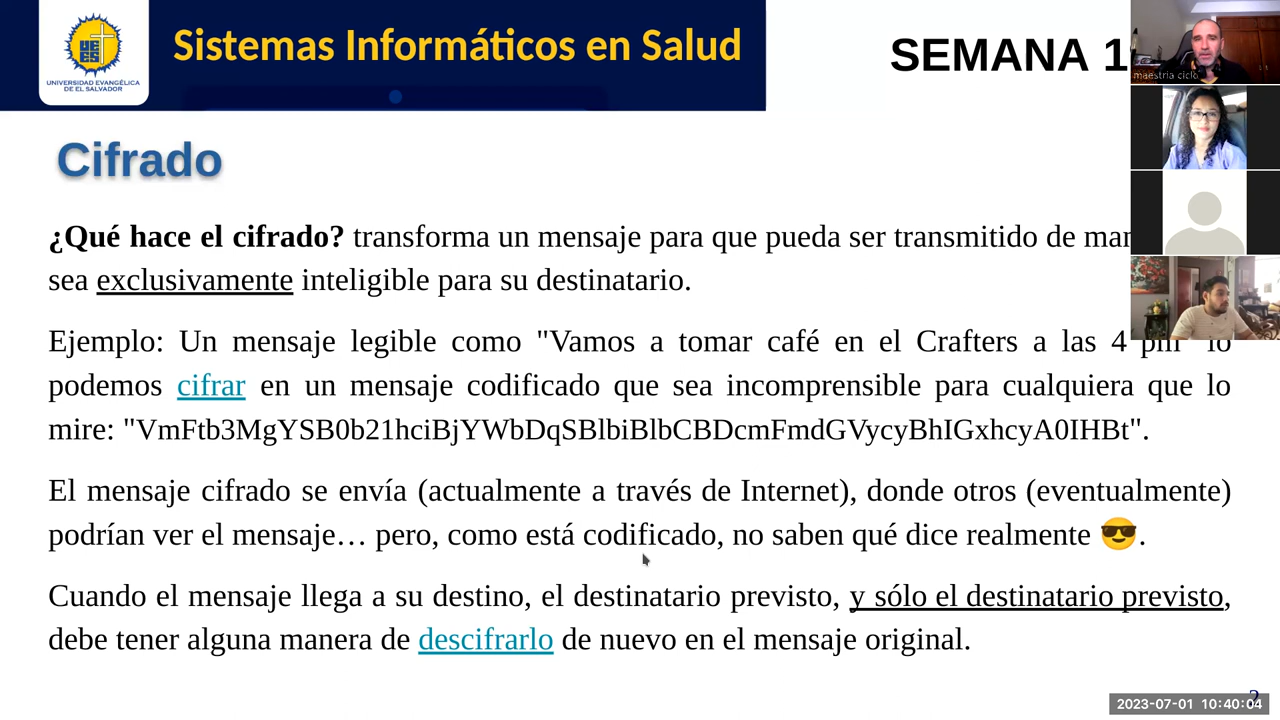 UNIVERSIDAD EVANGÉLICA
DE EL SALVADOR
Sistemas Informáticos en Salud
SEMANA 1
maestria ciclo
Cifrado
¿Qué hace el cifrado? transforma un mensaje para que pueda ser transmitido de
sea exclusivamente inteligible para su destinatario.
Ejemplo: Un mensaje legible como "Vamos a tomar café en el Crafters a las 4 pm" lo
podemos cifrar en un mensaje codificado que sea incomprensible para cualquiera que lo
mire: "VmFtb3MgYSB0b21hciBjYWbDqSBlbiBlbCBDcmFmdGVycyBhIGxhcyA0IHBt".
El mensaje cifrado se envía (actualmente a través de Internet), donde otros (eventualmente)
podrían ver el mensaje… pero, como está codificado, no saben qué dice realmente 😎.
Cuando el mensaje llega a su destino, el destinatario previsto, y sólo el destinatario previsto,
debe tener alguna manera de descifrarlo de nuevo en el mensaje original.
2023-07-01 10:40:04